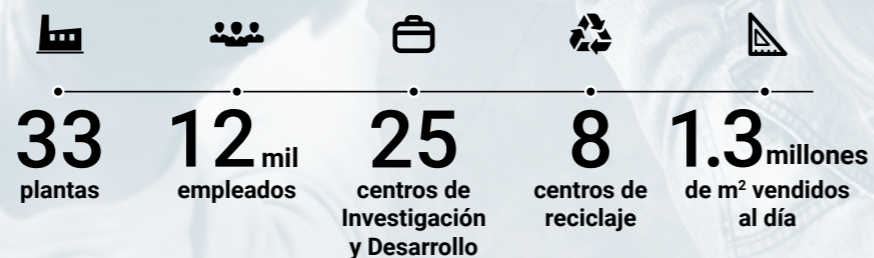 33
plantas
12 mil
empleados
25
centros de
Investigación
y Desarrollo
8
centros de
reciclaje
1.3 millones
de m² vendidos
al día